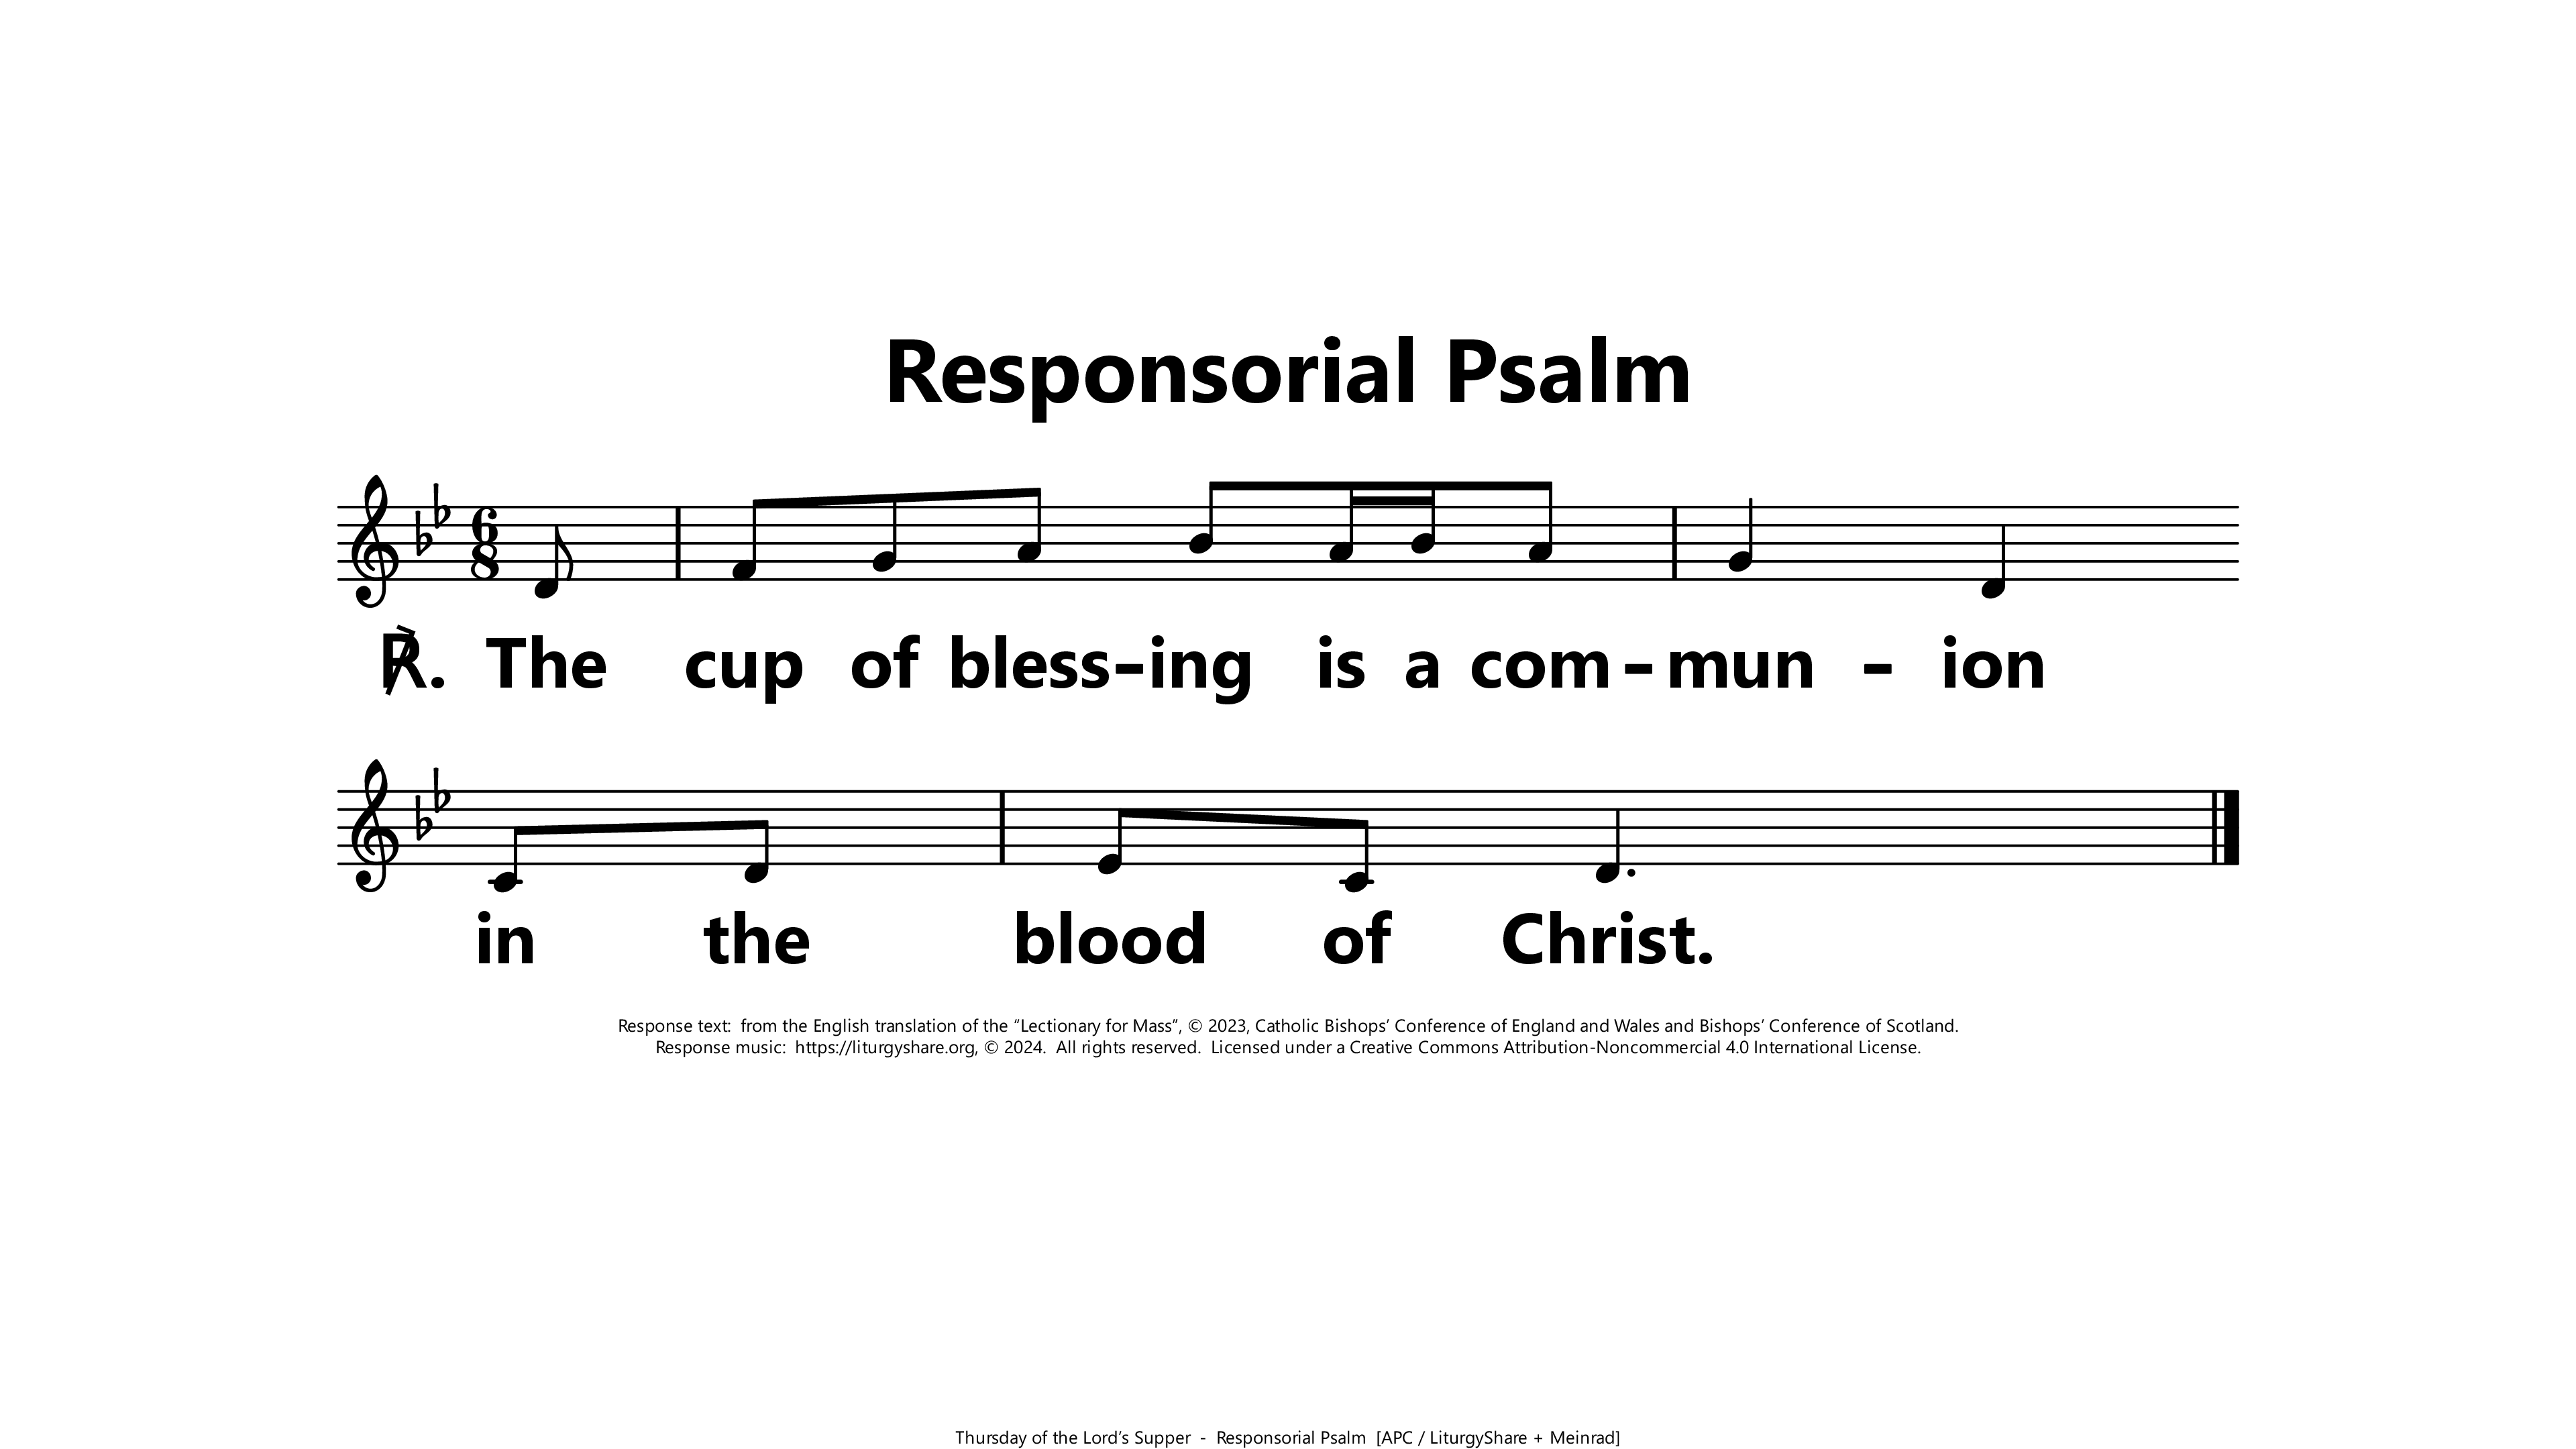 Responsorial Psalm
6
8
℟. The cup of bless-ing is a com-mun - ion
in the blood of Christ.
Response text: from the English translation of the “Lectionary for Mass”, © 2023, Catholic Bishops’ Conference of England and Wales and Bishops’ Conference of Scotland.
Response music: https://liturgyshare.org, © 2024. All rights reserved. Licensed under a Creative Commons Attribution-Noncommercial 4.0 International License.
Thursday of the Lord’s Supper - Responsorial Psalm [APC / LiturgyShare + Meinrad]